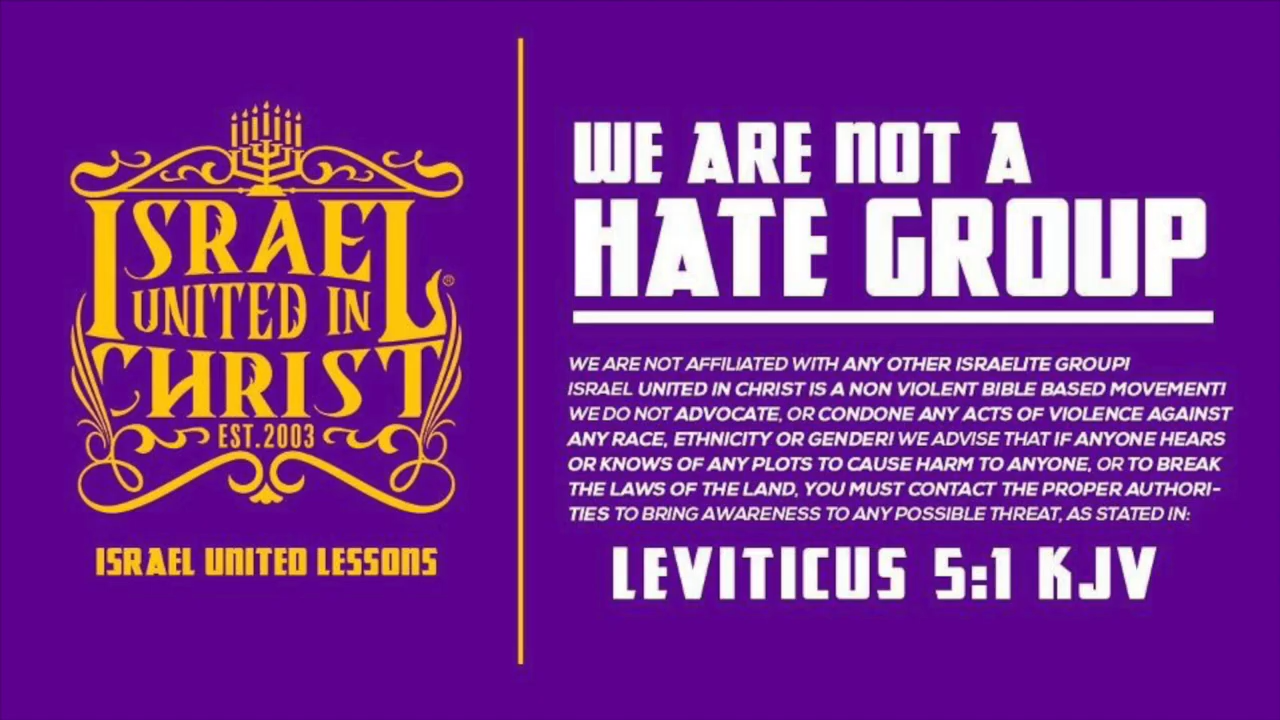 ISRAEL
UNITED IN
CHRIST
EST.2003
ISRAEL UNITED LESSONS
WE ARE NOT A
HATE GROUP
WE ARE NOT AFFILIATED WITH ANY OTHER ISRAELITE GROUP!
ISRAEL UNITED IN CHRIST IS A NON VIOLENT BIBLE BASED MOVEMENT!
WE DO NOT ADVOCATE, OR CONDONE ANY ACTS OF VIOLENCE AGAINST
ANY RACE, ETHNICITY OR GENDER! WE ADVISE THAT IF ANYONE HEARS
OR KNOWS OF ANY PLOTS TO CAUSE HARM TO ANYONE, OR TO BREAK
THE LAWS OF THE LAND, YOU MUST CONTACT THE PROPER AUTHORI-
TIES TO BRING AWARENESS TO ANY POSSIBLE THREAT, AS STATED IN:
LEVITICUS 5:1 KJV